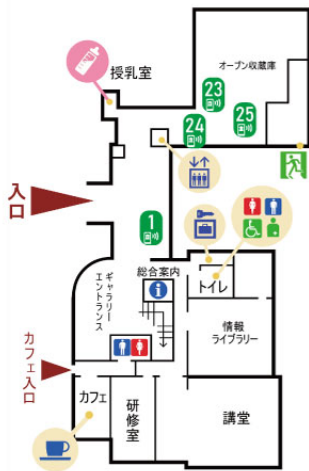 授乳室
オープン収蔵庫
23
24
25
入口
1
総合案内
トイレ
ギャラリー
エントランス
情報
ライブラリー
カフェ入口
カフェ
研修室
講堂